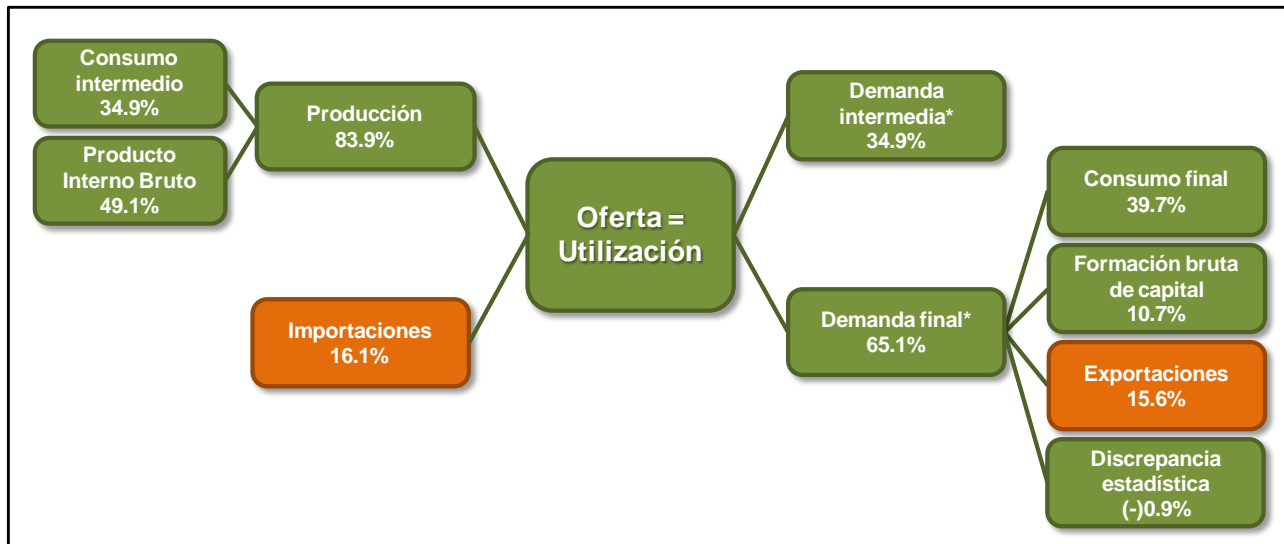 Consumo
intermedio
34.9%
Producto
Interno Bruto
49.1%
Producción
83.9%
Importaciones
16.1%
Oferta =
Utilización
Demanda
intermedia*
34.9%
Demanda final*
65.1%
Consumo final
39.7%
Formación bruta
de capital
10.7%
Exportaciones
15.6%
Discrepancia
estadística
(-)0.9%